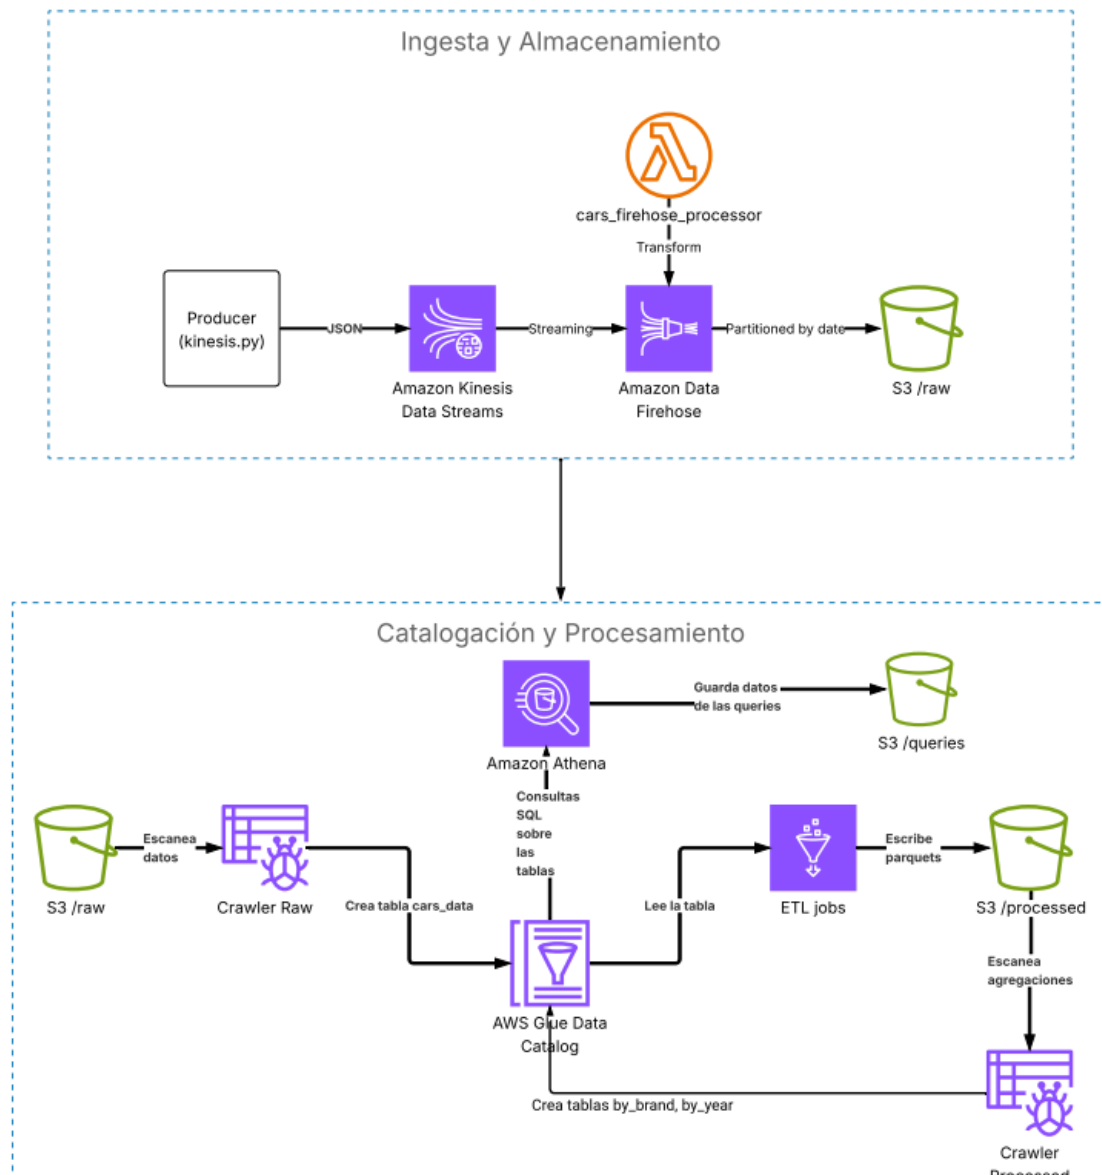 Ingesta y Almacenamiento
cars_firehose_processor
Transform
Producer
(kinesis.py)
JSON
Streaming
Partitioned by date
Amazon Kinesis
Data Streams
Amazon Data
Firehose
S3 /raw
Catalogación y Procesamiento
Guarda datos
de las queries
S3 /queries
Amazon Athena
Consultas
SQL
sobre
las
tablas
Escanea
datos
S3 /raw
Crawler Raw
Crea tabla cars_data
Lee la tabla
ETL jobs
Escribe
parquets
S3 /processed
Escanea
agregaciones
AWS Glue Data
Catalog
Crea tablas by_brand, by_year
Crawler
Processed